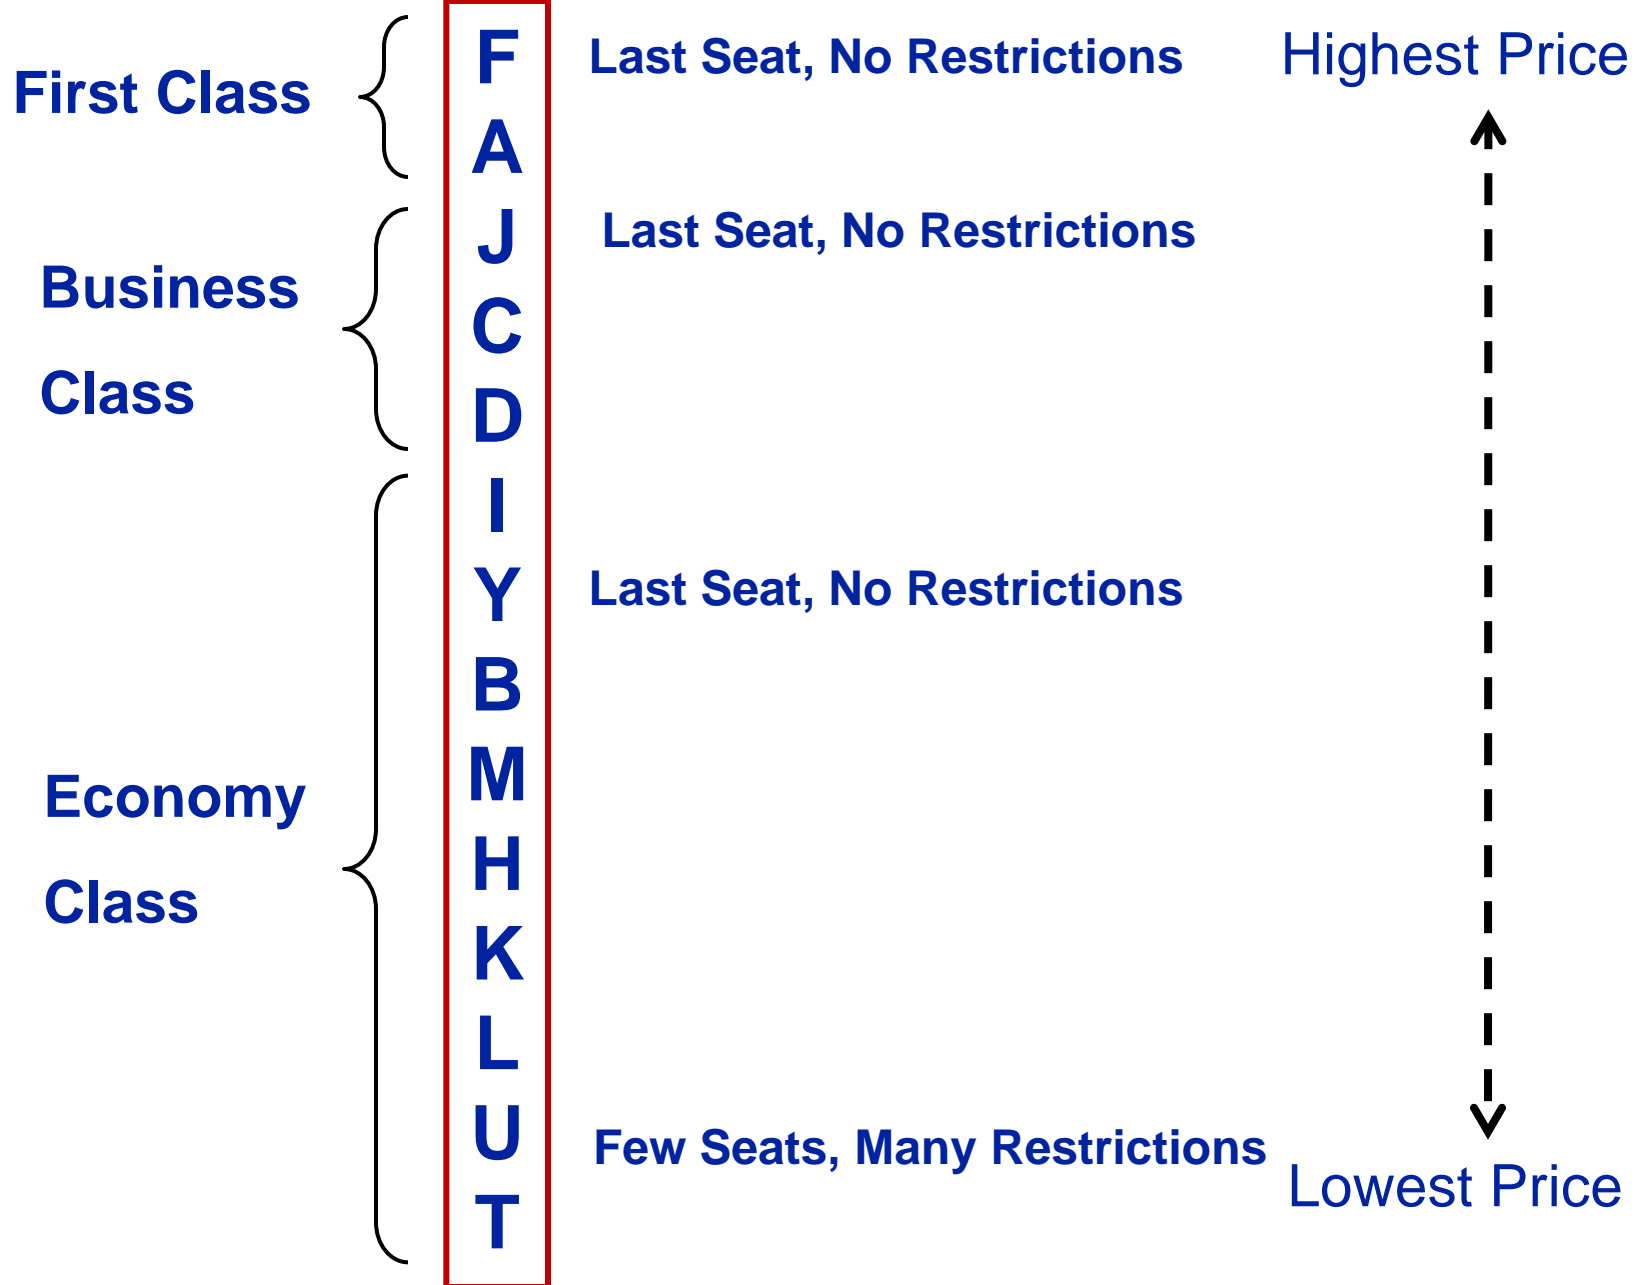 First Class
Business
Class
Economy
Class
F
A
J
C
D
I
Y
B
M
H
K
L
U
T
Last Seat, No Restrictions
Last Seat, No Restrictions
Last Seat, No Restrictions
Few Seats, Many Restrictions
Highest Price
Lowest Price